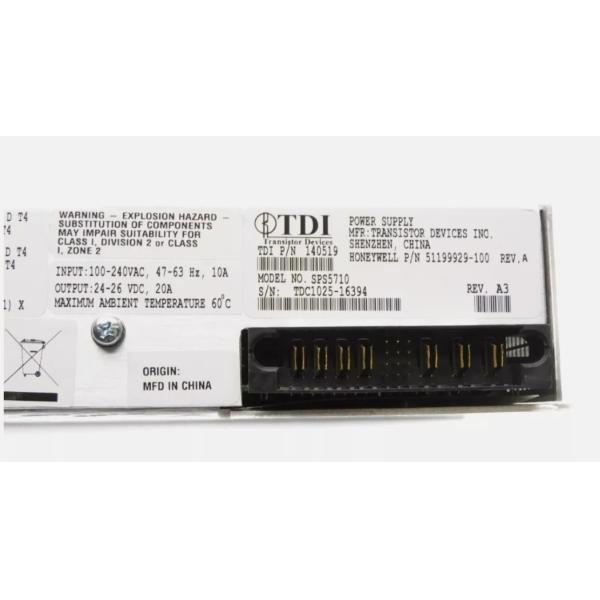 D T4
T4
D T4
T4
1) X
WARNING – EXPLOSION HAZARD –
SUBSTITUTION OF COMPONENTS
MAY IMPAIR SUITABILITY FOR
CLASS I, DIVISION 2 or CLASS
I, ZONE 2
INPUT:100-240VAC, 47-63 Hz, 10A
OUTPUT:24-26 VDC, 20A
MAXIMUM AMBIENT TEMPERATURE 60°C
ORIGIN:
MFD IN CHINA
TDI
Transistor Devices
TDI P/N 140519
POWER SUPPLY
MFR:TRANSISTOR DEVICES INC.
SHENZHEN, CHINA
HONEYWELL P/N 51199929-100 REV.A
MODEL NO. SPS5710
S/N: TDC1025-16394
REV. A3